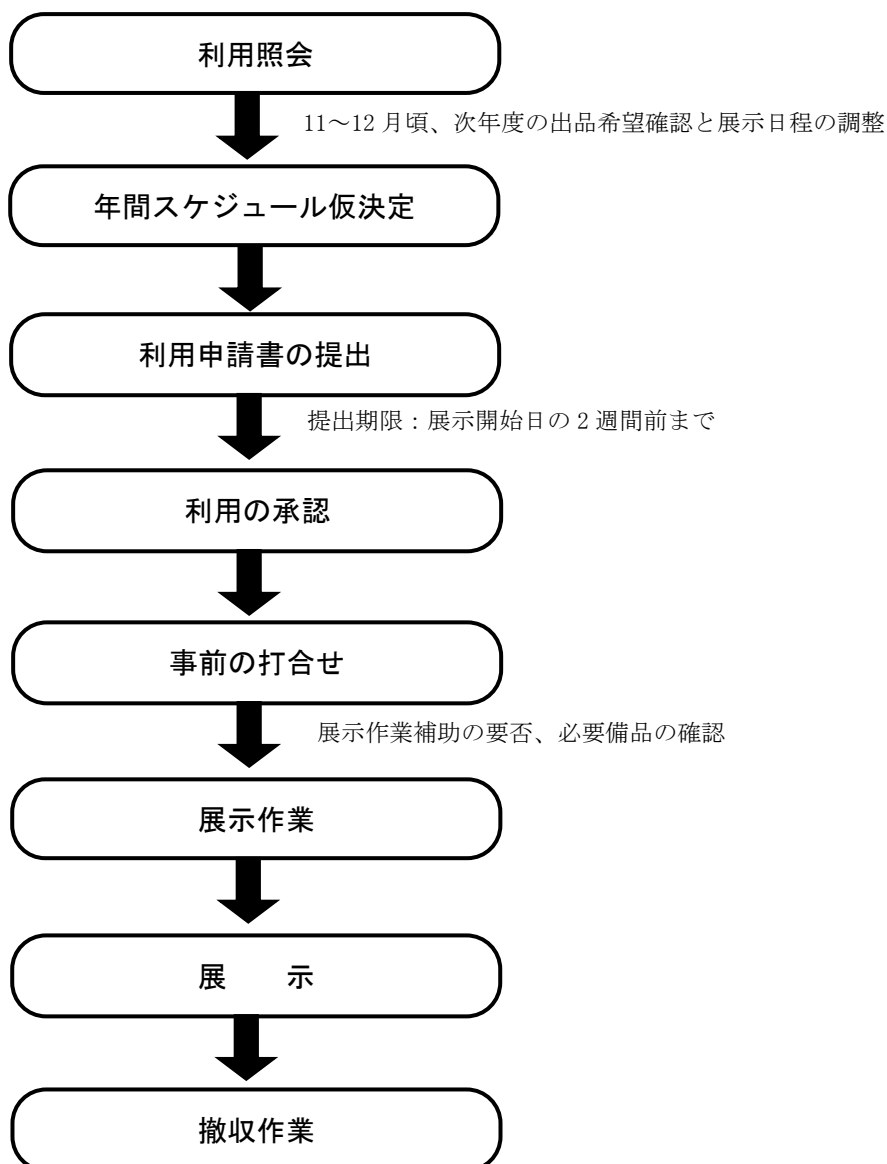 利用照会
11～12月頃、次年度の出品希望確認と展示日程の調整
年間スケジュール仮決定
利用申請書の提出
提出期限：展示開始日の2週間前まで
利用の承認
事前の打合せ
展示作業補助の要否、必要備品の確認
展示作業
展　　示
撤収作業